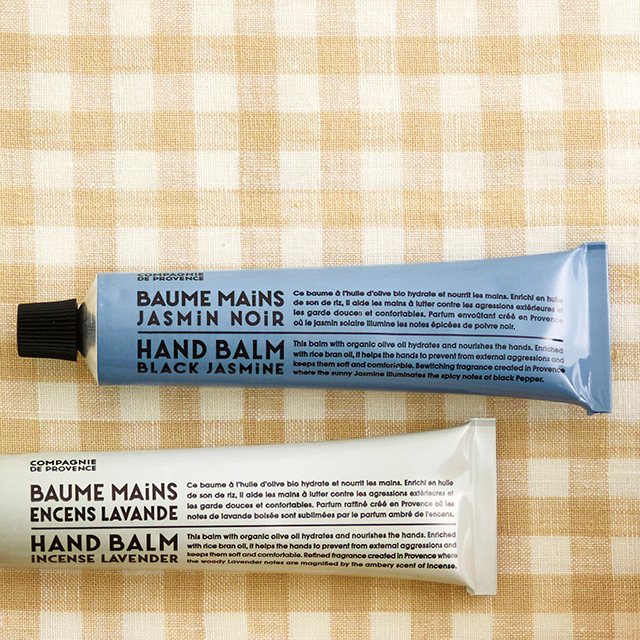 COMPAGNIE
DE PROVENCE
BAUME MAiNS
JASMiN NOiR
Ce baume à l'huile d'olive bio hydrate et nourrit les mains. Enrichi en huile
de son de riz, il aide les mains à lutter contre les agressions extérieures et
les garde douces et confortables. Parfum envoûtant créé en Provence
où le jasmin solaire illumine les notes épicées de poivre noir.
HAND BALM
BLACK JASMiNE
This balm with organic olive oil hydrates and nourishes the hands. Enriched
with rice bran oil, it helps the hands to prevent from external aggressions and
keeps them soft and comfortable. Bewitching fragrance created in Provence
where the sunny Jasmine illuminates the spicy notes of black Pepper.
COMPAGNIE
DE PROVENCE
BAUME MAiNS
ENCENS LAVANDE
Ce baume à l'huile d'olive bio hydrate et nourrit les mains. Enrichi en huile
de son de riz, il aide les mains à lutter contre les agressions extérieures et
les garde douces et confortables. Parfum raffiné créé en Provence où les
notes de lavande boisée sont sublimées par le parfum ambré de l'encens.
HAND BALM
iNCENSE LAVENDER
This balm with organic olive oil hydrates and nourishes the hands. Enriched
with rice bran oil, it helps the hands to prevent from external aggressions and
keeps them soft and comfortable. Refined fragrance created in Provence where
the woody Lavender notes are magnified by the ambery scent of Incense.